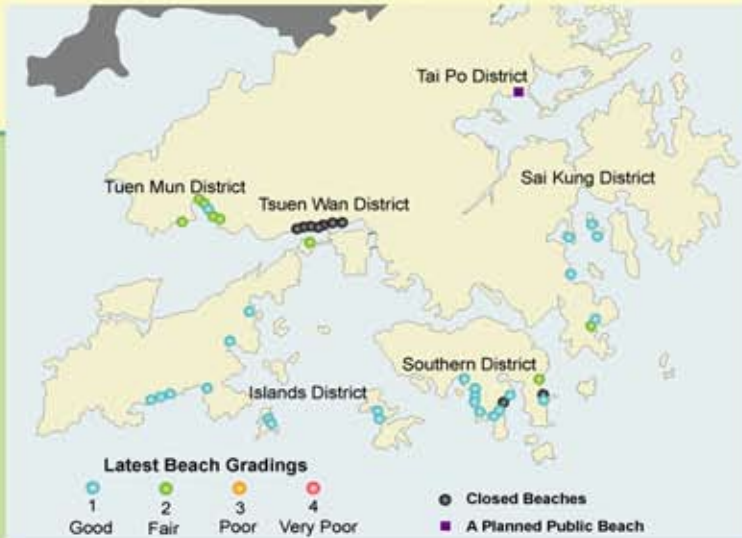 Tai Po District
Sai Kung District
Tuen Mun District
Tsuen Wan District
Southern District
Islands District
Latest Beach Gradings
1 2 3 4
Good Fair Poor Very Poor
Closed Beaches
A Planned Public Beach